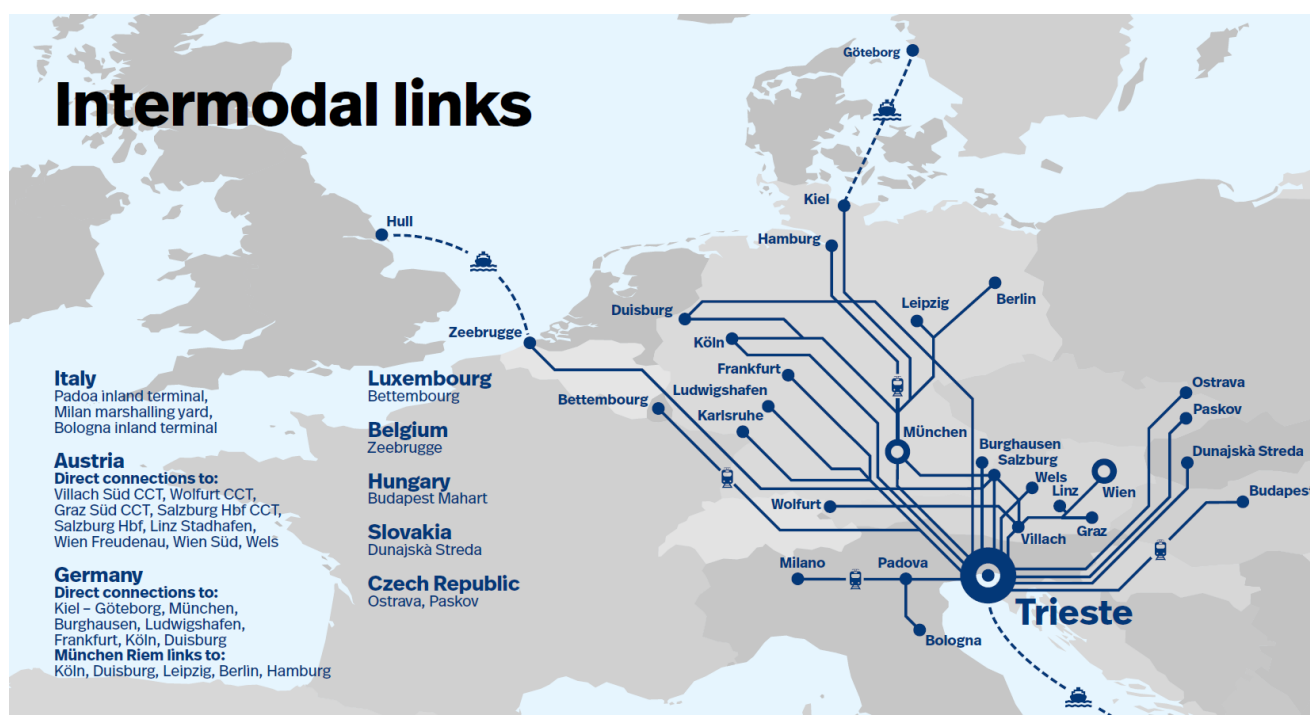 Intermodal links
Göteborg
Kiel
Hamburg
Hull
Leipzig
Berlin
Duisburg
Zeebrugge
Köln
Frankfurt
Ludwigshafen
Bettembourg
Karlsruhe
München
Burghausen
Salzburg
Wels
Linz
Wien
Ostrava
Paskov
Dunajskà Streda
Budapest
Wolfurt
Villach
Graz
Milano
Padova
Bologna
Trieste
Italy
Padoa inland terminal,
Milan marshalling yard,
Bologna inland terminal
Austria
Direct connections to:
Villach Süd CCT, Wolfurt CCT,
Graz Süd CCT, Salzburg Hbf CCT,
Salzburg Hbf, Linz Stadhafen,
Wien Freudenau, Wien Süd, Wels
Germany
Direct connections to:
Kiel – Göteborg, München,
Burghausen, Ludwigshafen,
Frankfurt, Köln, Duisburg
München Riem links to:
Köln, Duisburg, Leipzig, Berlin, Hamburg
Luxembourg
Bettembourg
Belgium
Zeebrugge
Hungary
Budapest Mahart
Slovakia
Dunajskà Streda
Czech Republic
Ostrava, Paskov